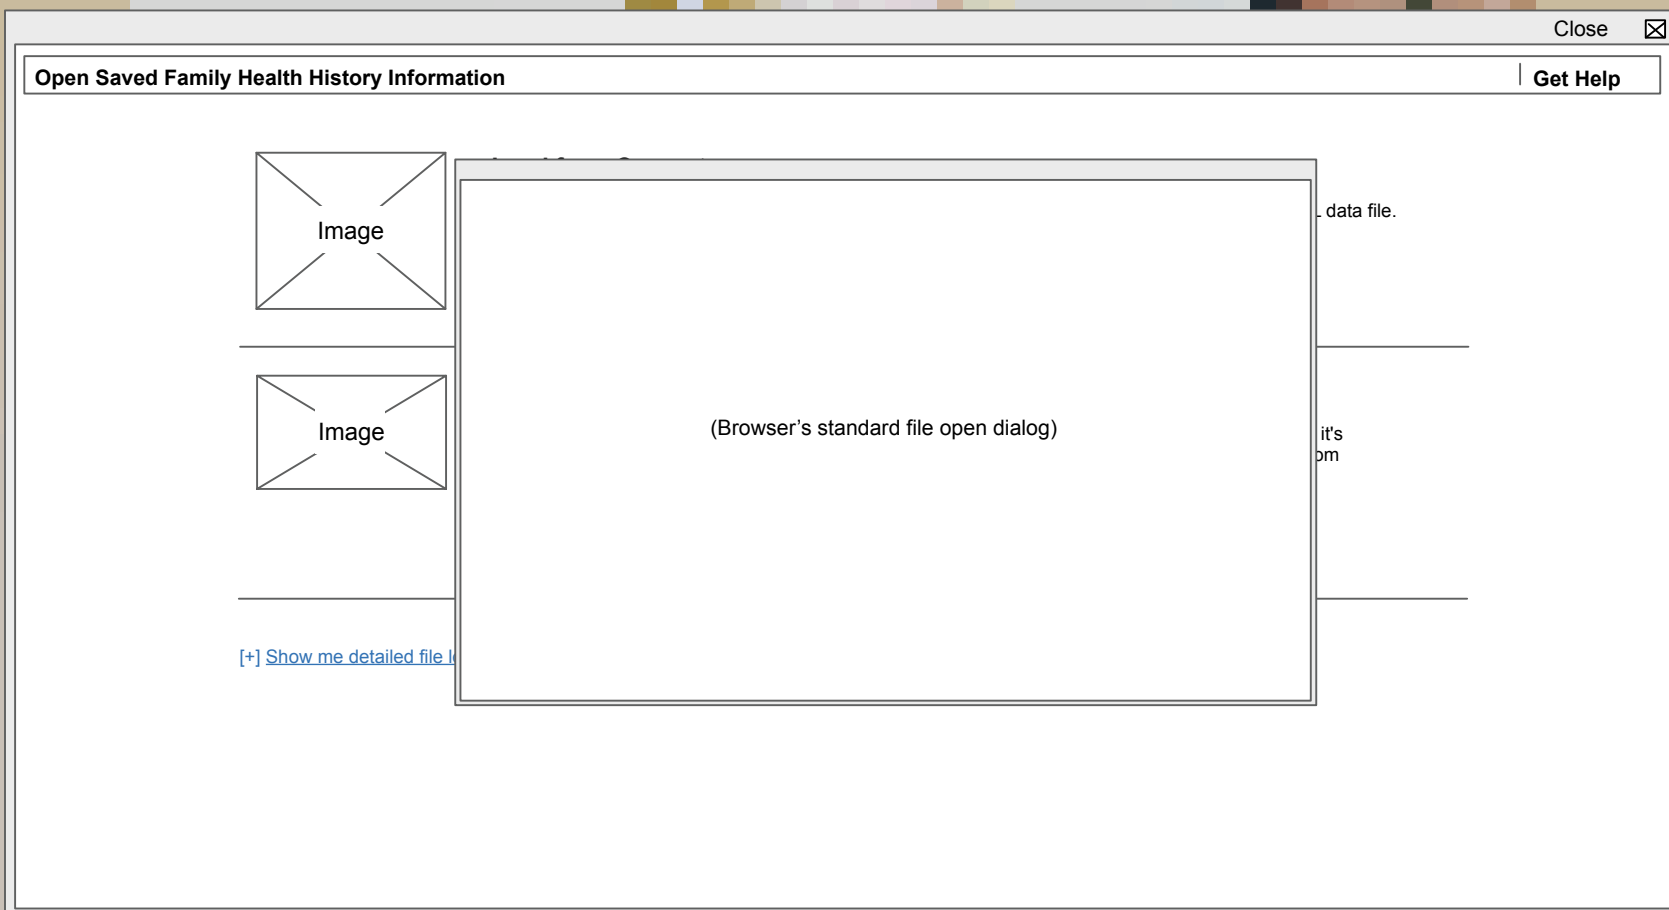 Close
Open Saved Family Health History Information
Get Help
Image
data file.
Image
(Browser’s standard file open dialog)
it's
[+] Show me detailed file